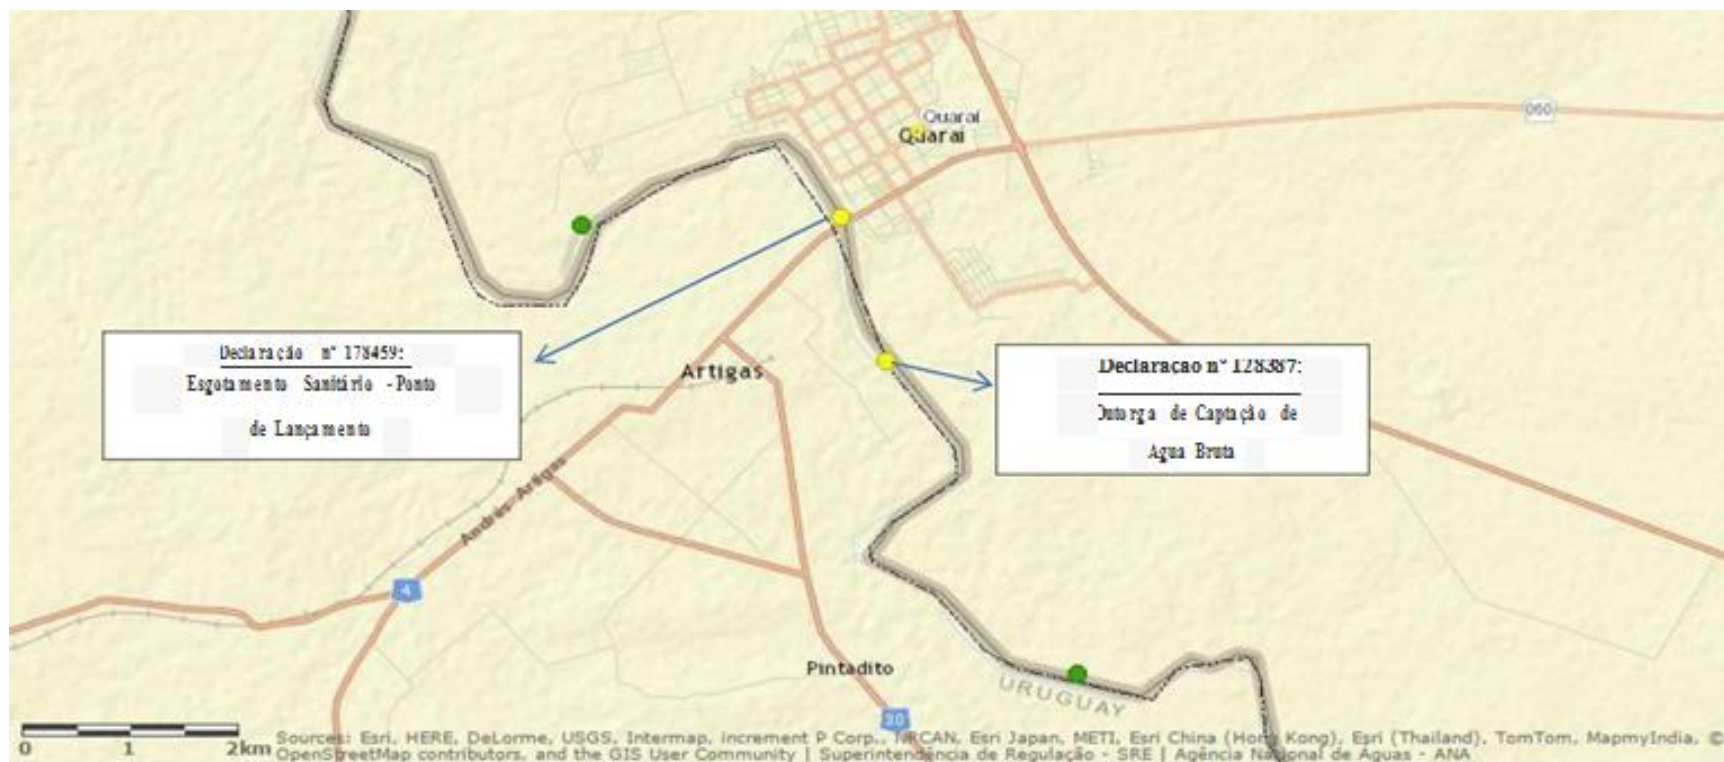 060
Quaraí
Quaraí
Declaração nº 178459:
Esgotamento Sanitário - Ponto
de Lançamento
Artigas
Declaraçao nº 128387:
Outorga de Captação de
Agua Bruta
Andrés Artigas
4
Pintadito
URUGUAY
30
0 1 2km
Sources: Esri, HERE, DeLorme, USGS, Intermap, increment P Corp., NRCAN, Esri Japan, METI, Esri China (Hong Kong), Esri (Thailand), TomTom, MapmyIndia, ©
OpenStreetMap contributors, and the GIS User Community | Superintendência de Regulação - SRE | Agência Nacional de Águas - ANA